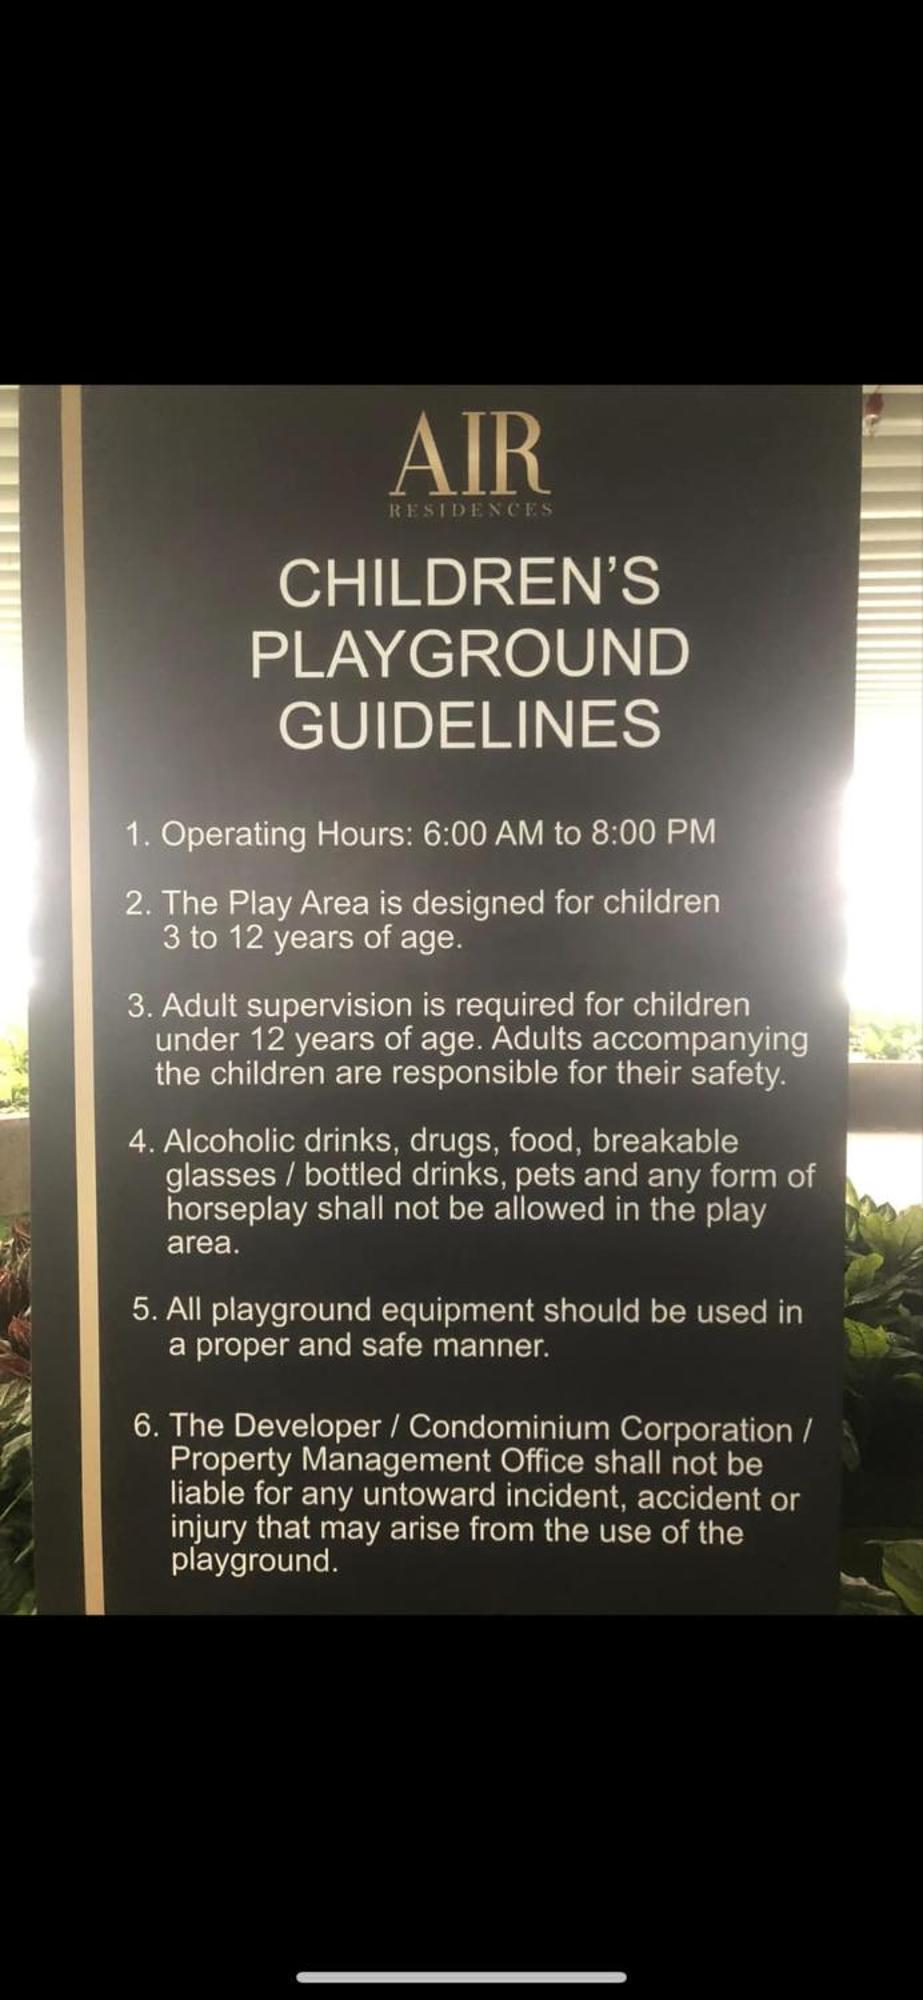 AIR
RESIDENCES
CHILDREN'S
PLAYGROUND
GUIDELINES
1. Operating Hours: 6:00 AM to 8:00 PM
2. The Play Area is designed for children
3 to 12 years of age.
3. Adult supervision is required for children
under 12 years of age. Adults accompanying
the children are responsible for their safety.
4. Alcoholic drinks, drugs, food, breakable
glasses / bottled drinks, pets and any form of
horseplay shall not be allowed in the play
area.
5. All playground equipment should be used in
a proper and safe manner.
6. The Developer / Condominium Corporation /
Property Management Office shall not be
liable for any untoward incident, accident or
injury that may arise from the use of the
playground.